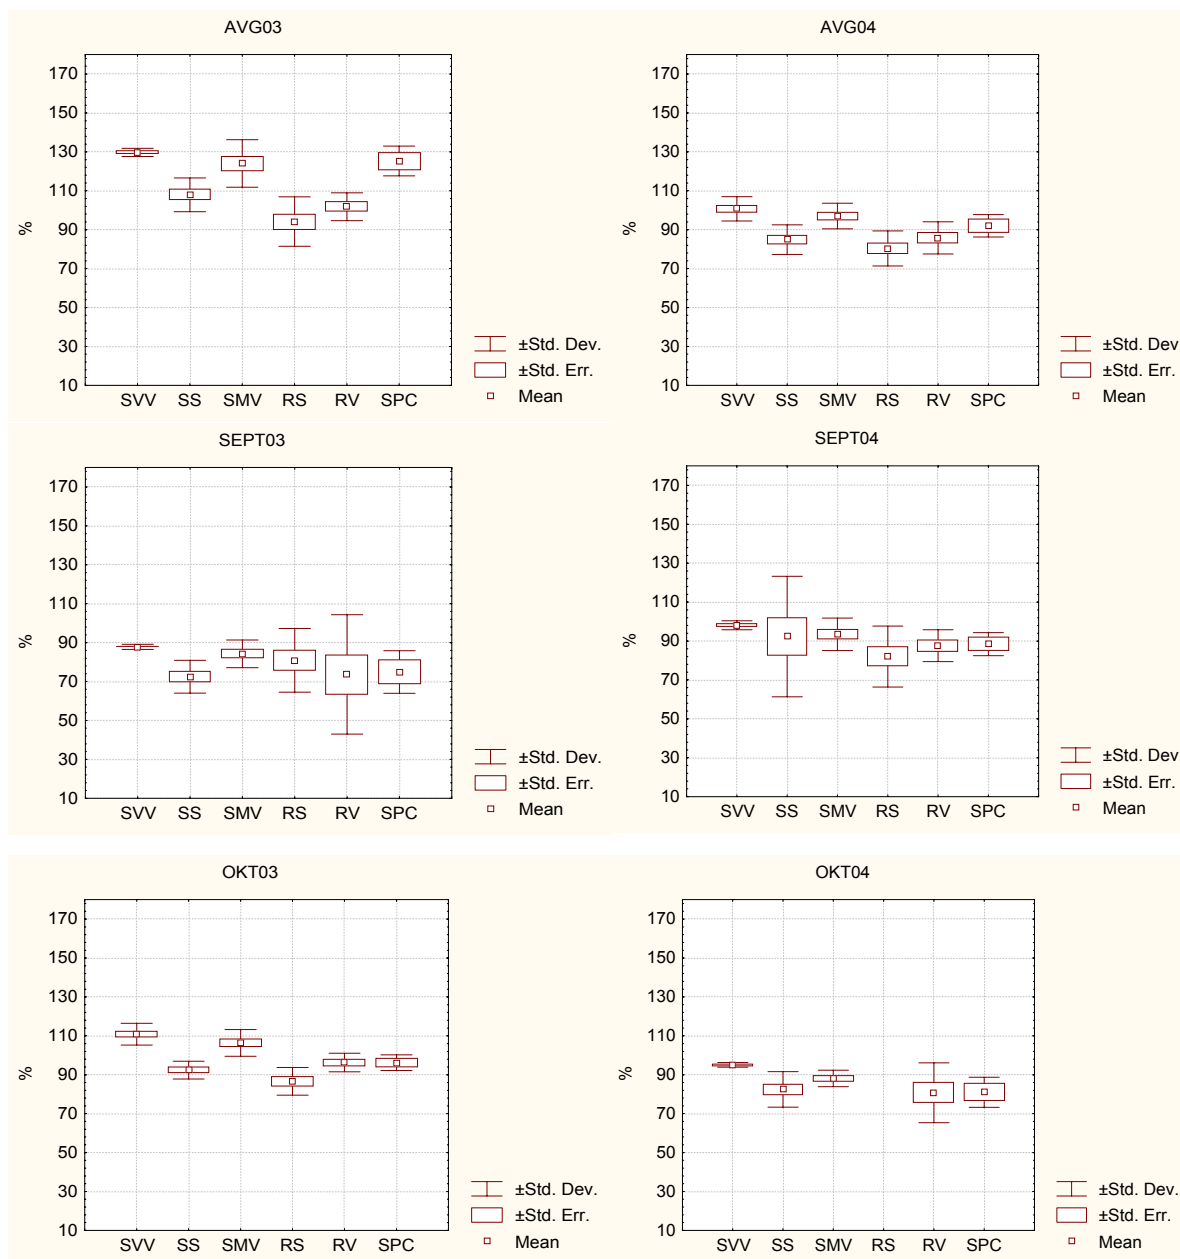 AVG03
%
170
150
130
110
90
70
50
30
10
SVV SS SMV RS RV SPC
±Std. Dev.
±Std. Err.
Mean
AVG04
%
170
150
130
110
90
70
50
30
10
SVV SS SMV RS RV SPC
±Std. Dev
±Std. Err.
Mean
SEPT03
%
170
150
130
110
90
70
50
30
10
SVV SS SMV RS RV SPC
±Std. Dev.
±Std. Err.
Mean
SEPT04
%
170
150
130
110
90
70
50
30
10
SVV SS SMV RS RV SPC
±Std. Dev
±Std. Err.
Mean
OKT03
%
170
150
130
110
90
70
50
30
10
SVV SS SMV RS RV SPC
±Std. Dev.
±Std. Err.
Mean
OKT04
%
170
150
130
110
90
70
50
30
10
SVV SS SMV RS RV SPC
±Std. Dev.
±Std. Err.
Mean